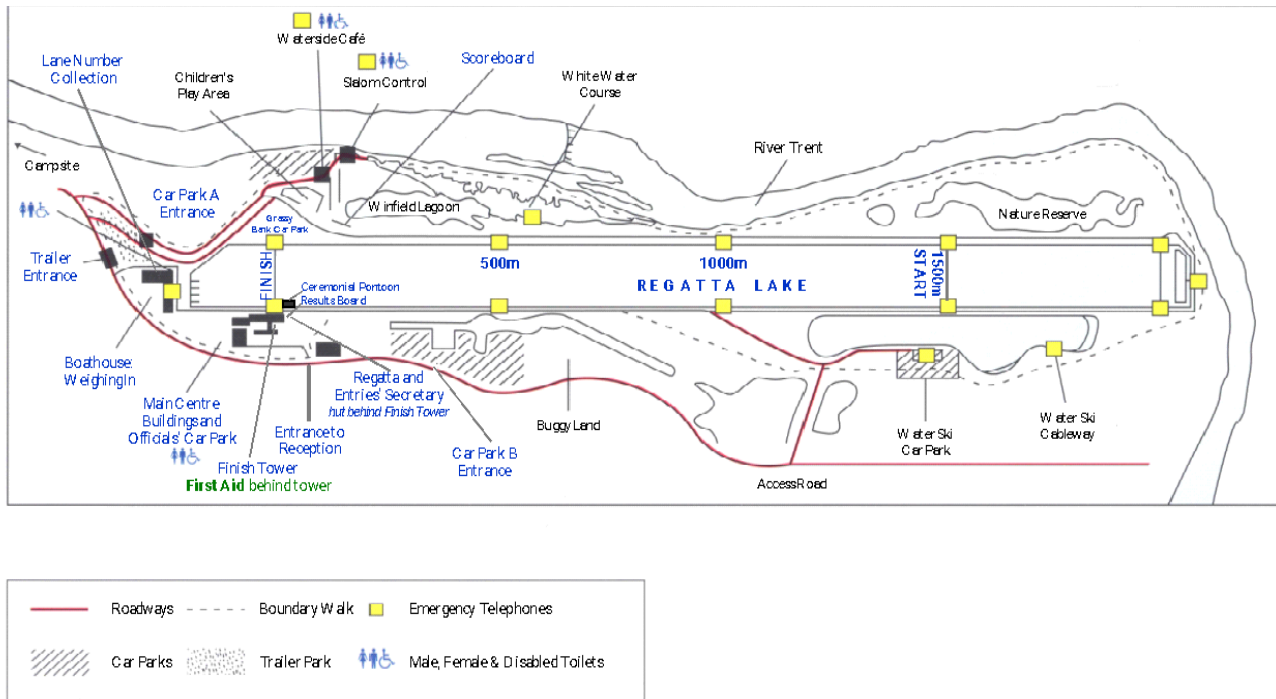 Waterside Café
Slalom Control
Scoreboard
Lane Number
Collection
Children's
Play Area
White Water
Course
River Trent
Campsite
Car Park A
Entrance
Winfield Lagoon
Nature Reserve
Grassy
Bank Car Park
Trailer
Entrance
FINISH
500m
1000m
1500m
START
REGATTA LAKE
Ceremonial Pontoon
Results Board
Boathouse:
Weighing In
Main Centre
Buildings and
Officials' Car Park
Entrance to
Reception
Regatta and
Entries' Secretary
hut behind Finish Tower
Finish Tower
First Aid behind tower
Car Park B
Entrance
Buggy Land
Access Road
Water Ski
Car Park
Water Ski
Cableway
Roadways
Boundary Walk
Emergency Telephones
Car Parks
Trailer Park
Male, Female & Disabled Toilets